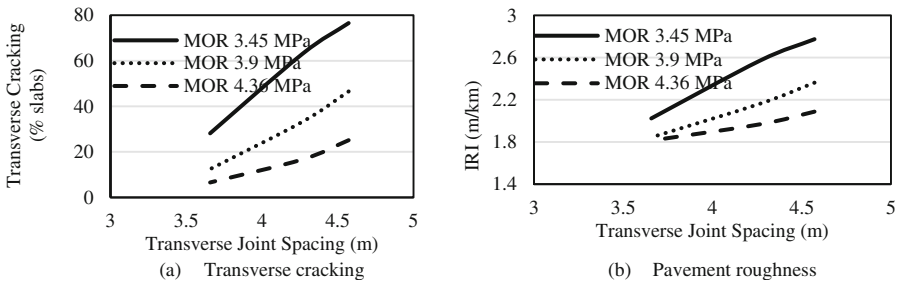 Transverse Cracking
(% slabs)
80
60
40
20
0
MOR 3.45 MPa
MOR 3.9 MPa
MOR 4.36 MPa
3
3.5
4
4.5
5
Transverse Joint Spacing (m)
(a) Transverse cracking
IRI (m/km)
3
2.6
2.2
1.8
1.4
MOR 3.45 MPa
MOR 3.9 MPa
MOR 4.36 MPa
3
3.5
4
4.5
5
Transverse Joint Spacing (m)
(b) Pavement roughness